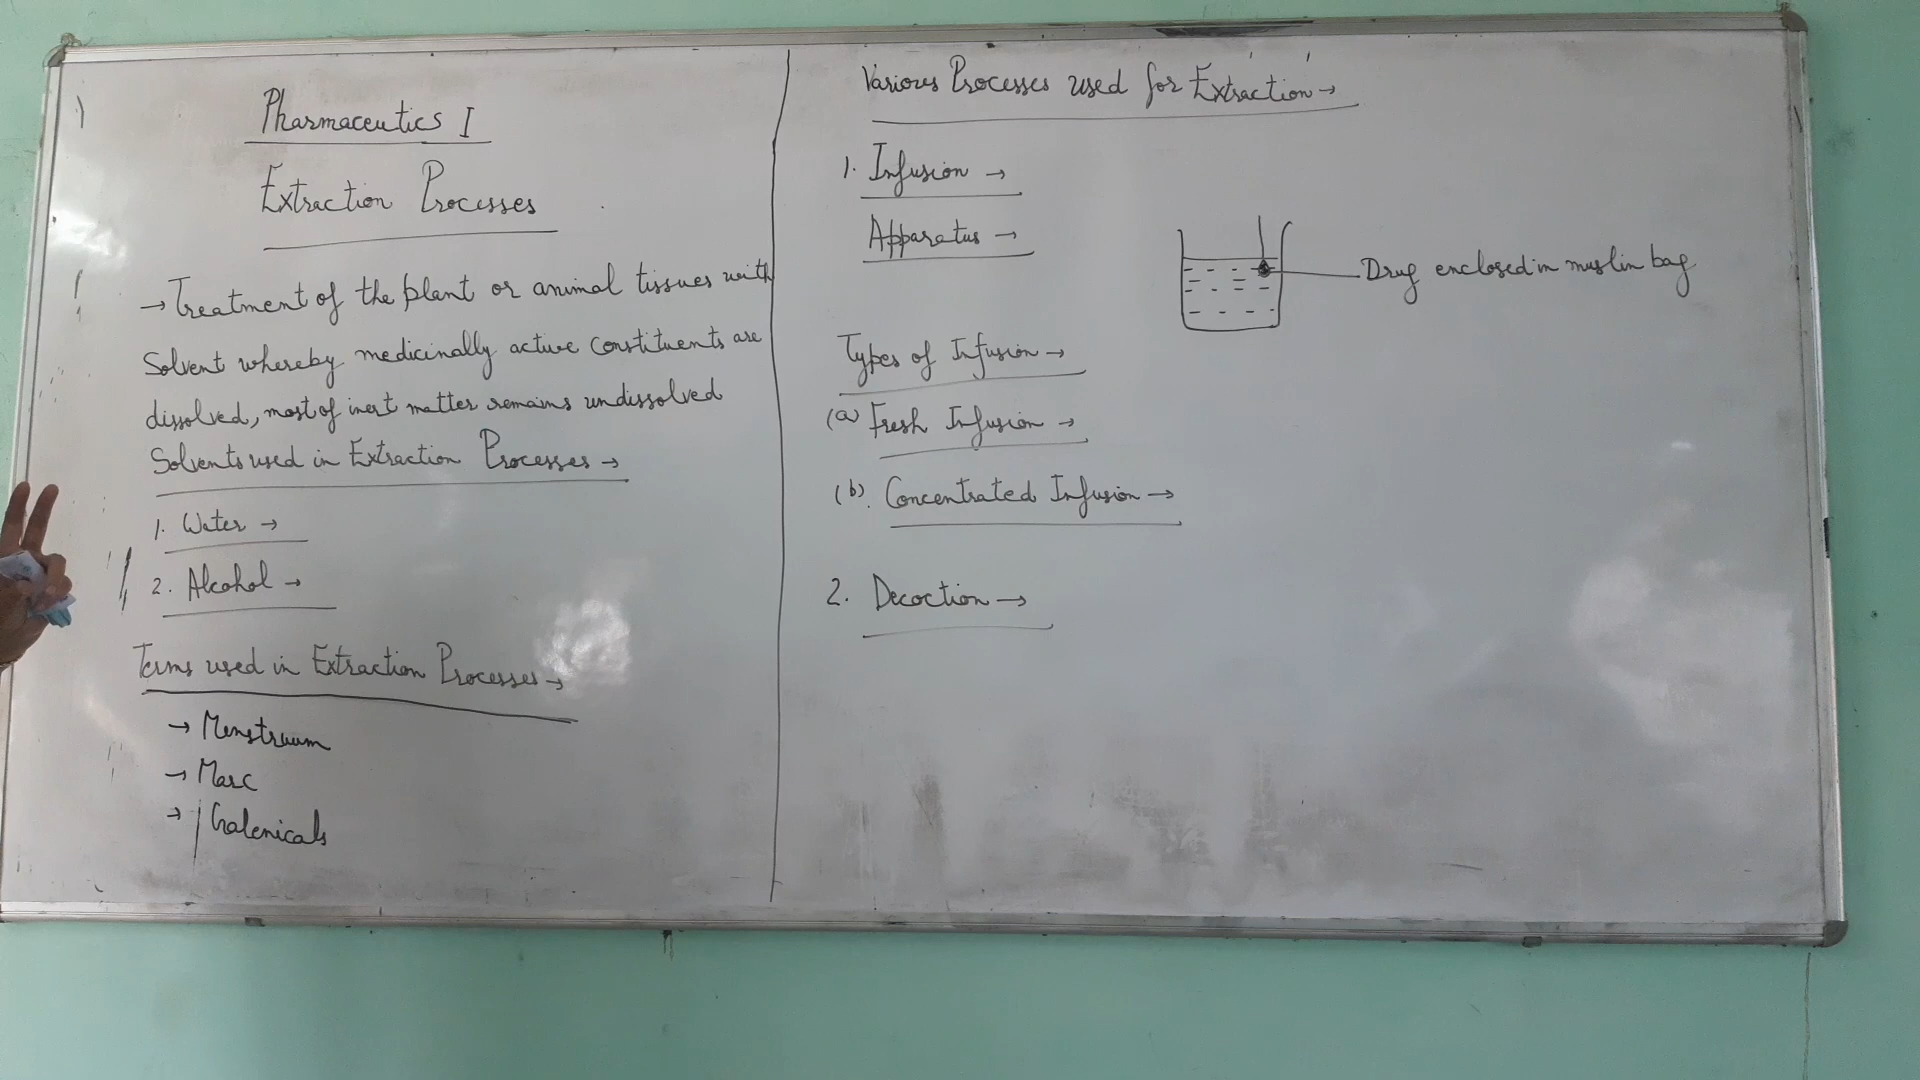 Pharmaceutics I
Extraction Processes
→ Treatment of the plant or animal tissues with
Solvent whereby medicinally active constituents are
dissolved, most of inert matter remains undissolved
Solvents used in Extraction Processes →
1. Water →
2. Alcohol →
Terms used in Extraction Processes →
→ Menstruum
→ Marc
→ Galenicals
Various Processes used for Extraction →
1. Infusion →
Apparatus →
Drug enclosed in muslin bag
Types of Infusion →
(a) Fresh Infusion →
(b). Concentrated Infusion →
2. Decoction →